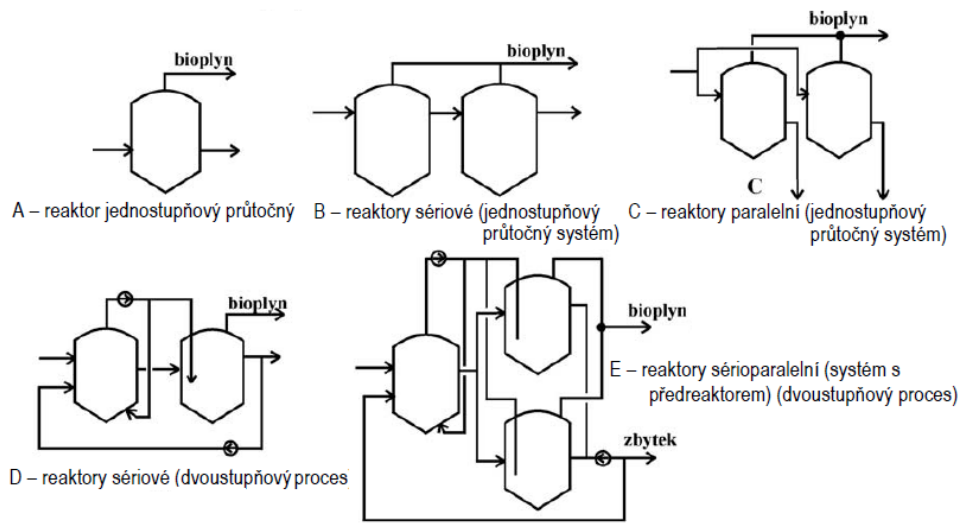 bioplyn
A – reaktor jednostupňový průtočný
bioplyn
B – reaktory sériové (jednostupňový
průtočný systém)
bioplyn
C
C – reaktory paralelní (jednostupňový
průtočný systém)
bioplyn
D – reaktory sériové (dvoustupňový proces
bioplyn
E – reaktory sérioparalelní (systém s
předreaktorem) (dvoustupňový proces)
zbytek